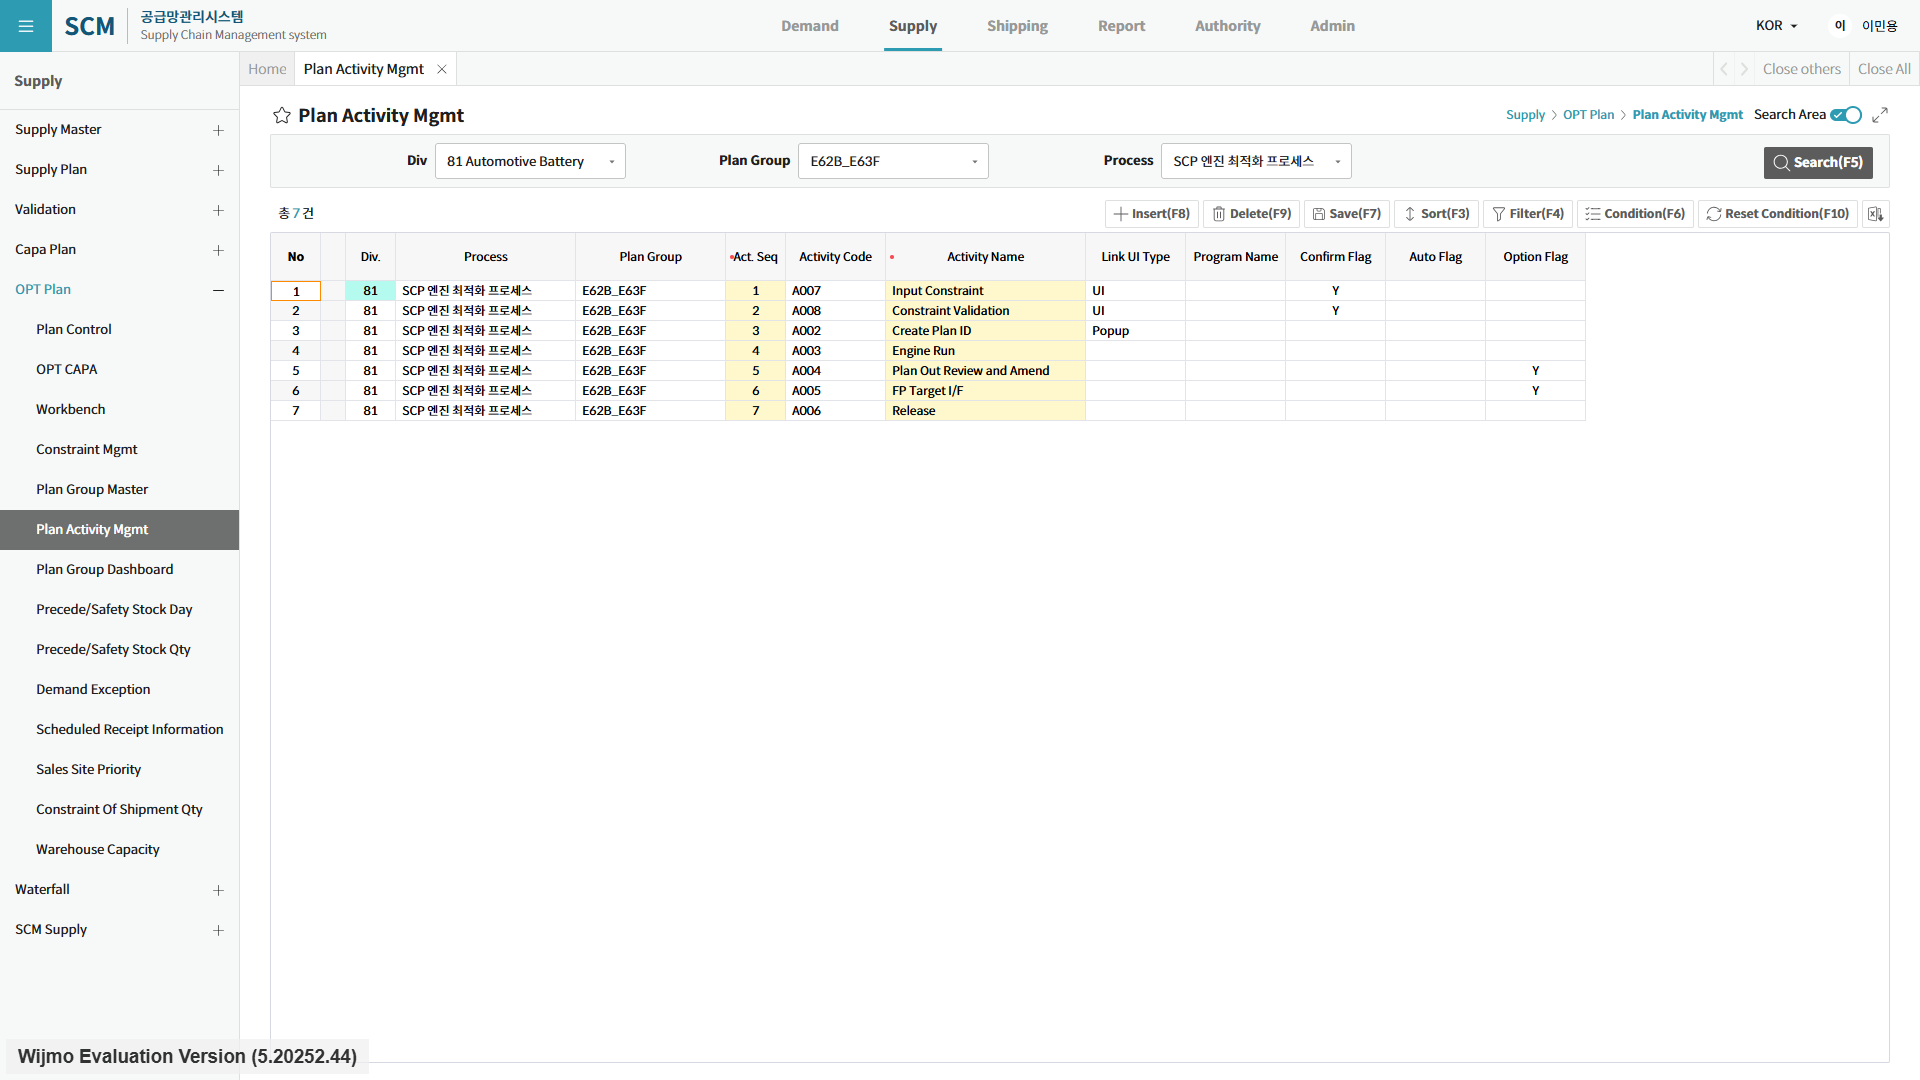 SCM 공급망관리시스템
Supply Chain Management system
Demand Supply Shipping Report Authority Admin
KOR 이 이민용
Supply
Home Plan Activity Mgmt Close others Close All
Supply Master
Supply Plan
Validation
Capa Plan
OPT Plan
Plan Control
OPT CAPA
Workbench
Constraint Mgmt
Plan Group Master
Plan Activity Mgmt
Plan Group Dashboard
Precede/Safety Stock Day
Precede/Safety Stock Qty
Demand Exception
Scheduled Receipt Information
Sales Site Priority
Constraint Of Shipment Qty
Warehouse Capacity
Waterfall
SCM Supply
Plan Activity Mgmt
Supply > OPT Plan > Plan Activity Mgmt Search Area
Div 81 Automotive Battery Plan Group E62B_E63F Process SCP 엔진 최적화 프로세스 Search(F5)
총 7 건
Insert(F8) Delete(F9) Save(F7) Sort(F3) Filter(F4) Condition(F6) Reset Condition(F10)
No Div. Process Plan Group Act. Seq Activity Code Activity Name Link UI Type Program Name Confirm Flag Auto Flag Option Flag
1 81 SCP 엔진 최적화 프로세스 E62B_E63F 1 A007 Input Constraint UI Y
2 81 SCP 엔진 최적화 프로세스 E62B_E63F 2 A008 Constraint Validation UI Y
3 81 SCP 엔진 최적화 프로세스 E62B_E63F 3 A002 Create Plan ID Popup
4 81 SCP 엔진 최적화 프로세스 E62B_E63F 4 A003 Engine Run
5 81 SCP 엔진 최적화 프로세스 E62B_E63F 5 A004 Plan Out Review and Amend Y
6 81 SCP 엔진 최적화 프로세스 E62B_E63F 6 A005 FP Target I/F Y
7 81 SCP 엔진 최적화 프로세스 E62B_E63F 7 A006 Release
Wijmo Evaluation Version (5.20252.44)